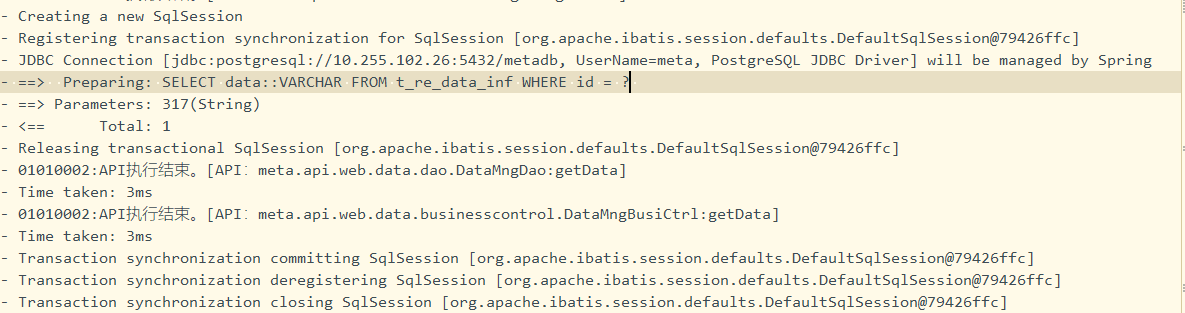 - Creating a new SqlSession
- Registering transaction synchronization for SqlSession [org.apache.ibatis.session.defaults.DefaultSqlSession@79426ffc]
- JDBC Connection [jdbc:postgresql://10.255.102.26:5432/metadb, UserName=meta, PostgreSQL JDBC Driver] will be managed by Spring
- ==>  Preparing: SELECT data::VARCHAR FROM t_re_data_inf WHERE id = ?
- ==> Parameters: 317(String)
- <==      Total: 1
- Releasing transactional SqlSession [org.apache.ibatis.session.defaults.DefaultSqlSession@79426ffc]
- 01010002:API执行结束。[API：meta.api.web.data.dao.DataMngDao:getData]
- Time taken: 3ms
- 01010002:API执行结束。[API：meta.api.web.data.businesscontrol.DataMngBusiCtrl:getData]
- Time taken: 3ms
- Transaction synchronization committing SqlSession [org.apache.ibatis.session.defaults.DefaultSqlSession@79426ffc]
- Transaction synchronization deregistering SqlSession [org.apache.ibatis.session.defaults.DefaultSqlSession@79426ffc]
- Transaction synchronization closing SqlSession [org.apache.ibatis.session.defaults.DefaultSqlSession@79426ffc]